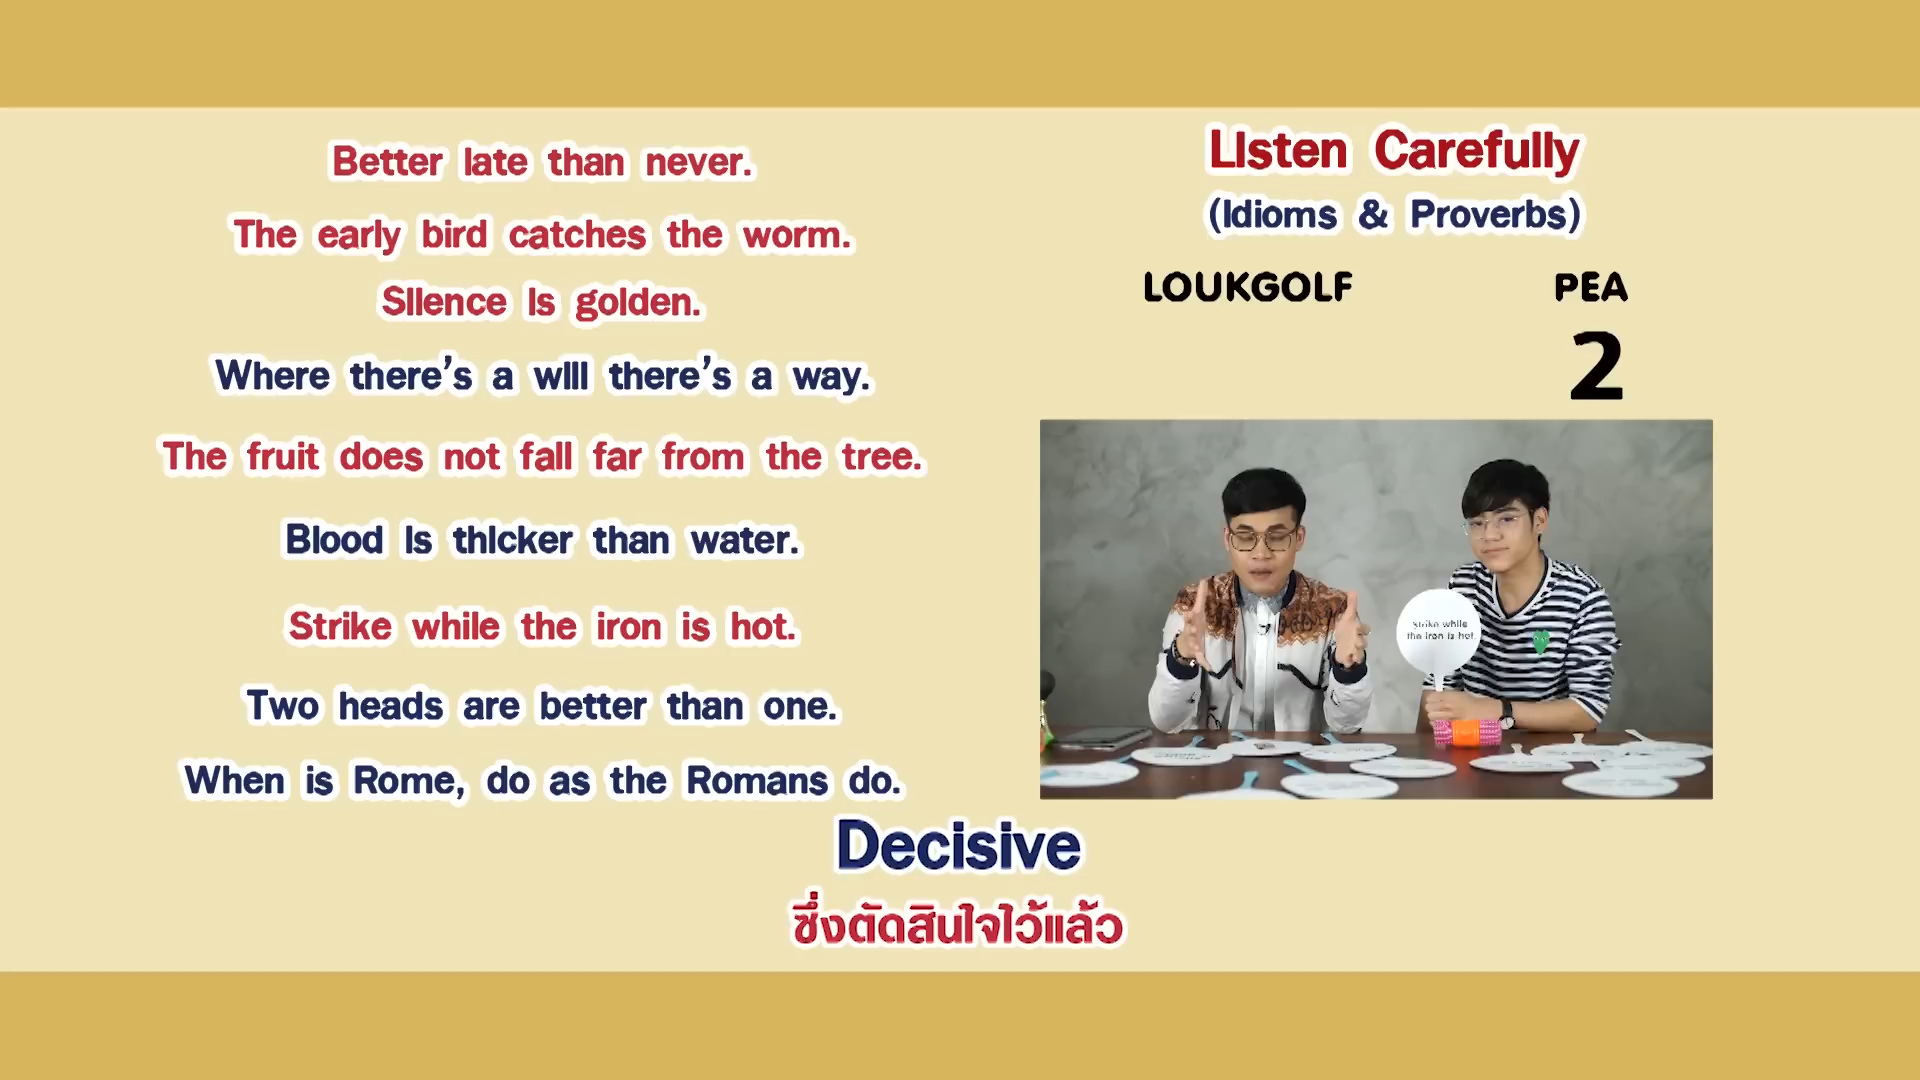 Better late than never.
The early bird catches the worm.
Silence is golden.
Where there's a will there's a way.
The fruit does not fall far from the tree.
Blood is thicker than water.
Strike while the iron is hot.
Two heads are better than one.
When is Rome, do as the Romans do.
Listen Carefully
(Idioms & Proverbs)
LOUKGOLF
PEA
2
Strike while
the iron is hot.
Decisive
ซึ่งตัดสินใจไว้แล้ว